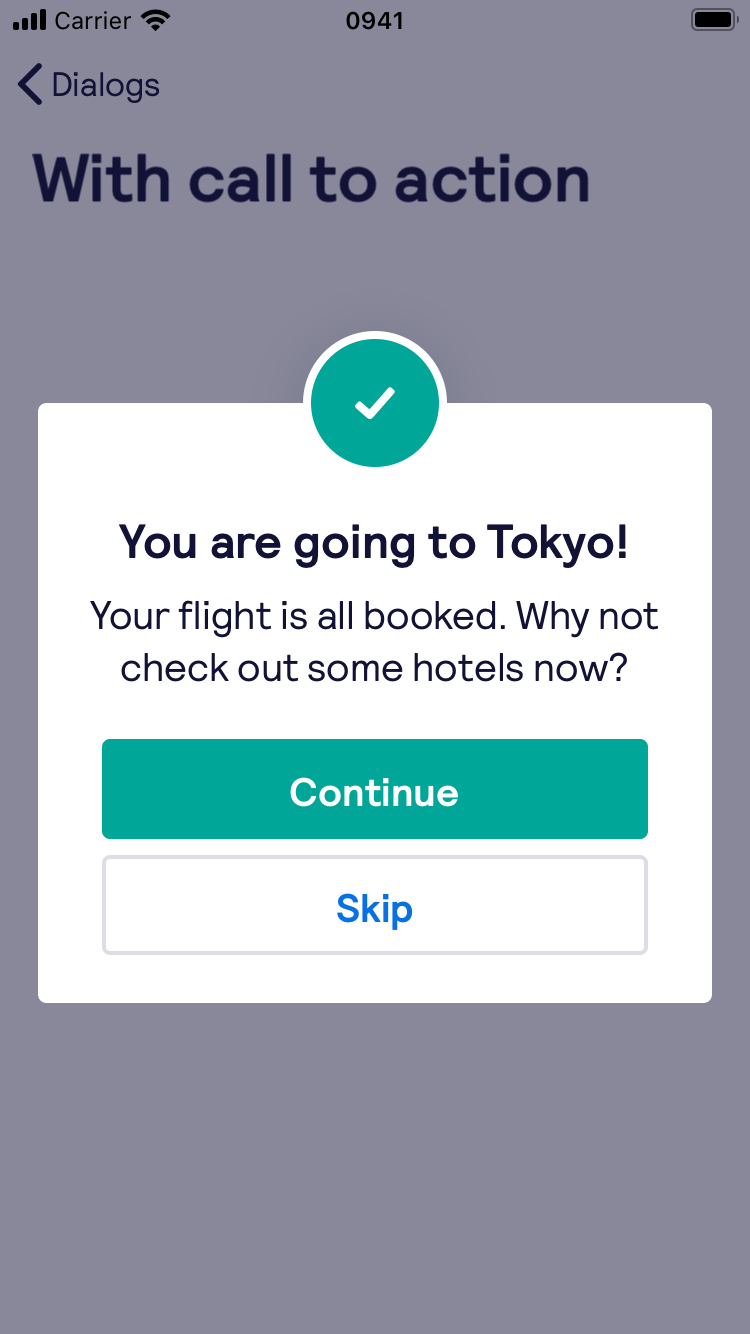 Carrier 0941
Dialogs
With call to action
You are going to Tokyo!
Your flight is all booked. Why not
check out some hotels now?
Continue
Skip